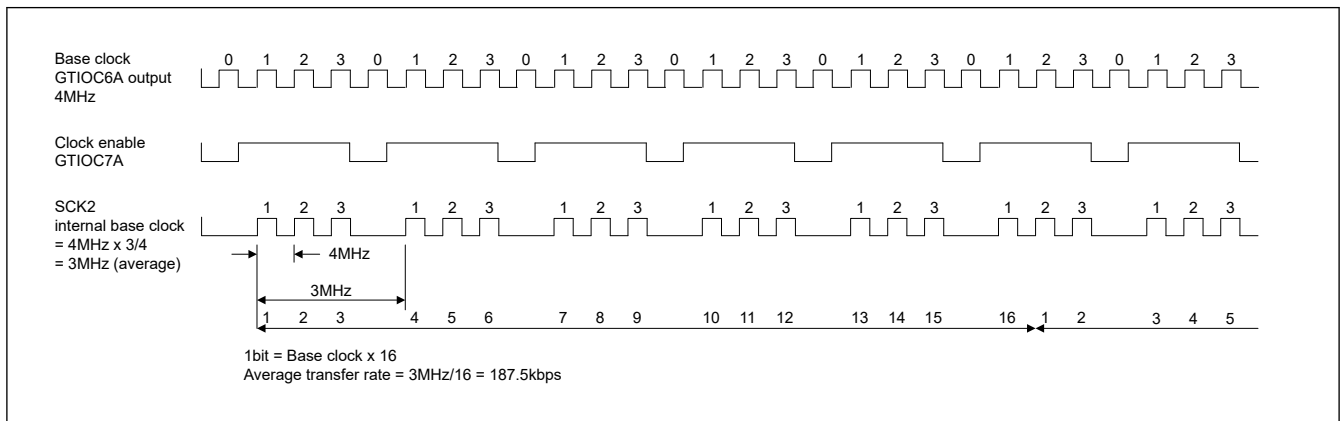 Base clock
GTIOC6A output
4MHz
0 1 2 3 0 1 2 3 0 1 2 3 0 1 2 3 0 1 2 3 0 1 2 3 0 1 2 3
Clock enable
GTIOC7A
SCK2
internal base clock
= 4MHz x 3/4
= 3MHz (average)
1 2 3 1 2 3 1 2 3 1 2 3 1 2 3 1 2 3 1 2 3
4MHz
3MHz
1 2 3 4 5 6 7 8 9 10 11 12 13 14 15 16 1 2 3 4 5
1bit = Base clock x 16
Average transfer rate = 3MHz/16 = 187.5kbps